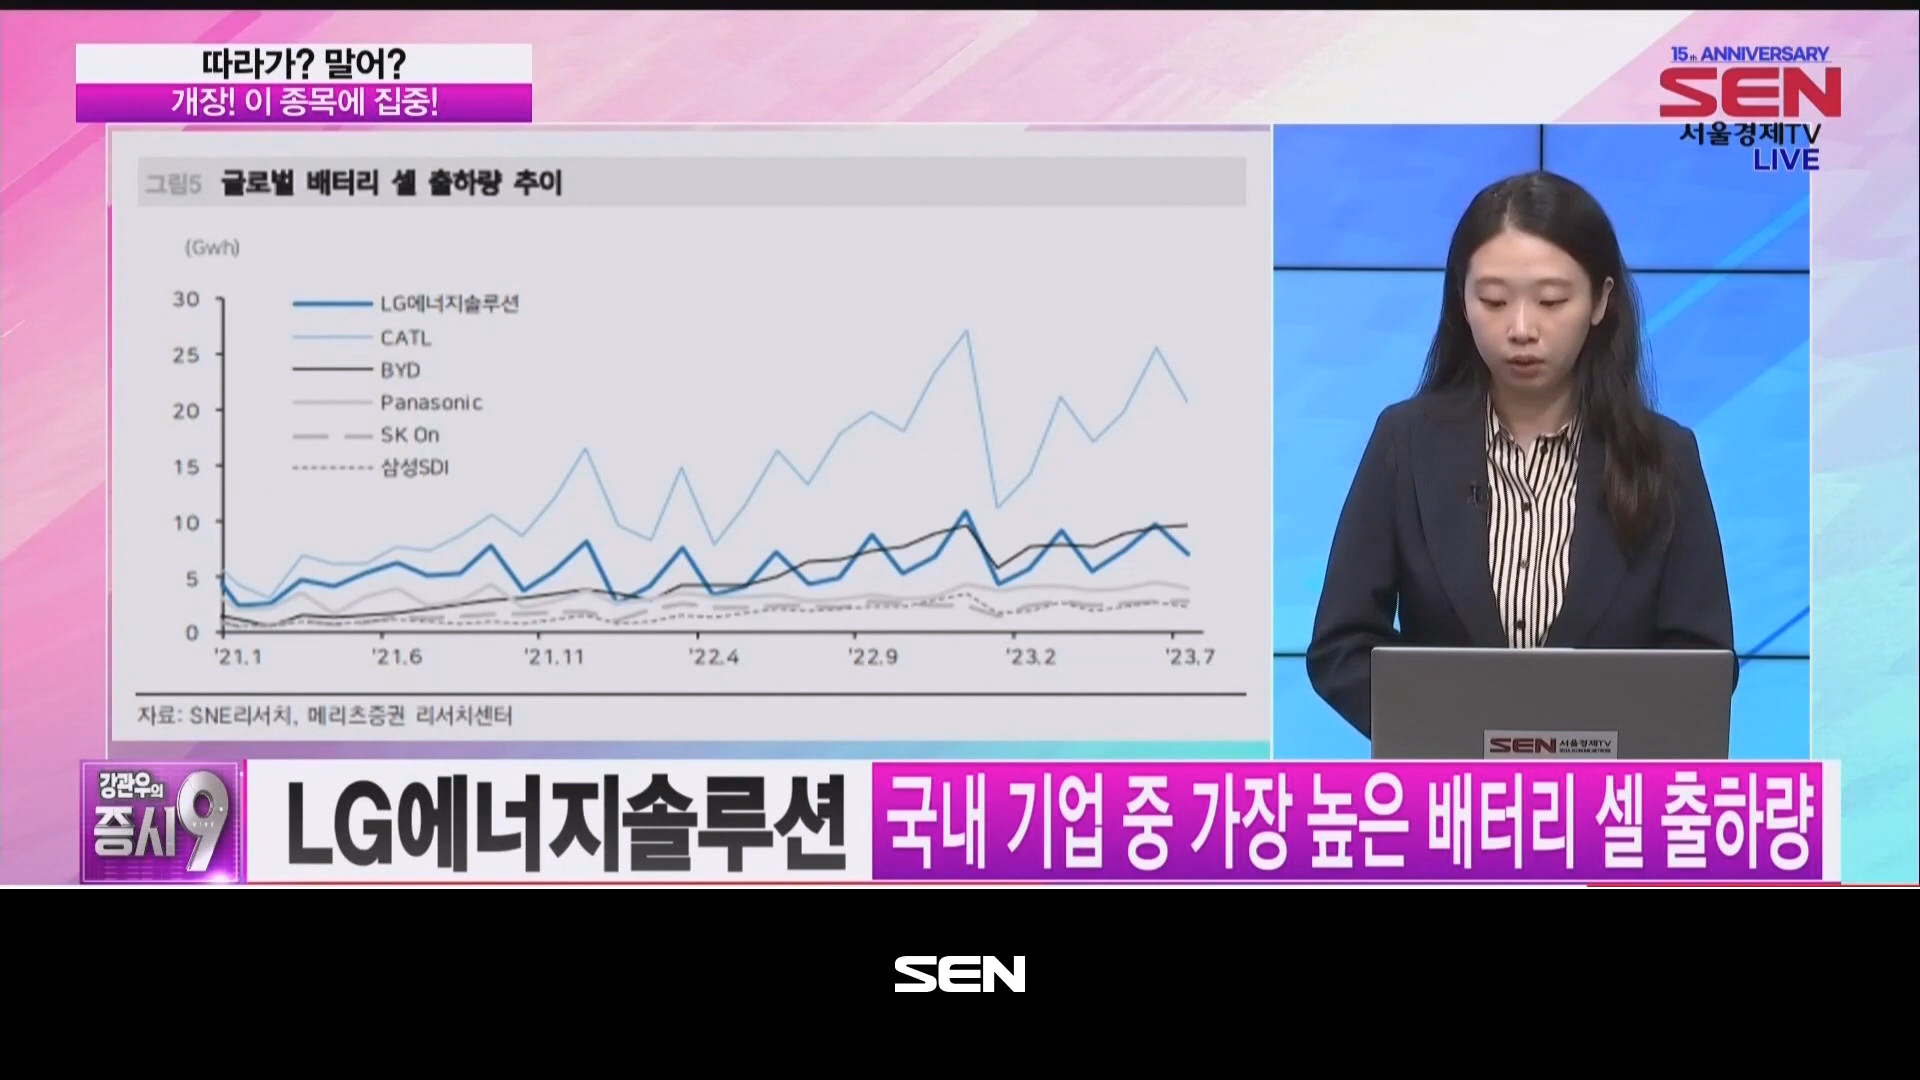 따라가? 말어?
개장! 이 종목에 집중!
15th ANNIVERSARY
SEN
서울경제TV
LIVE
그림5 글로벌 배터리 셀 출하량 추이
(Gwh)
30
25
20
15
10
5
0
LG에너지솔루션
CATL
BYD
Panasonic
SK On
삼성SDI
'21.1 '21.6 '21.11 '22.4 '22.9 '23.2 '23.7
자료: SNE리서치, 메리츠증권 리서치센터
SEN 서울경제TV
강관우의
증시9
LG에너지솔루션 국내 기업 중 가장 높은 배터리 셀 출하량
SEN